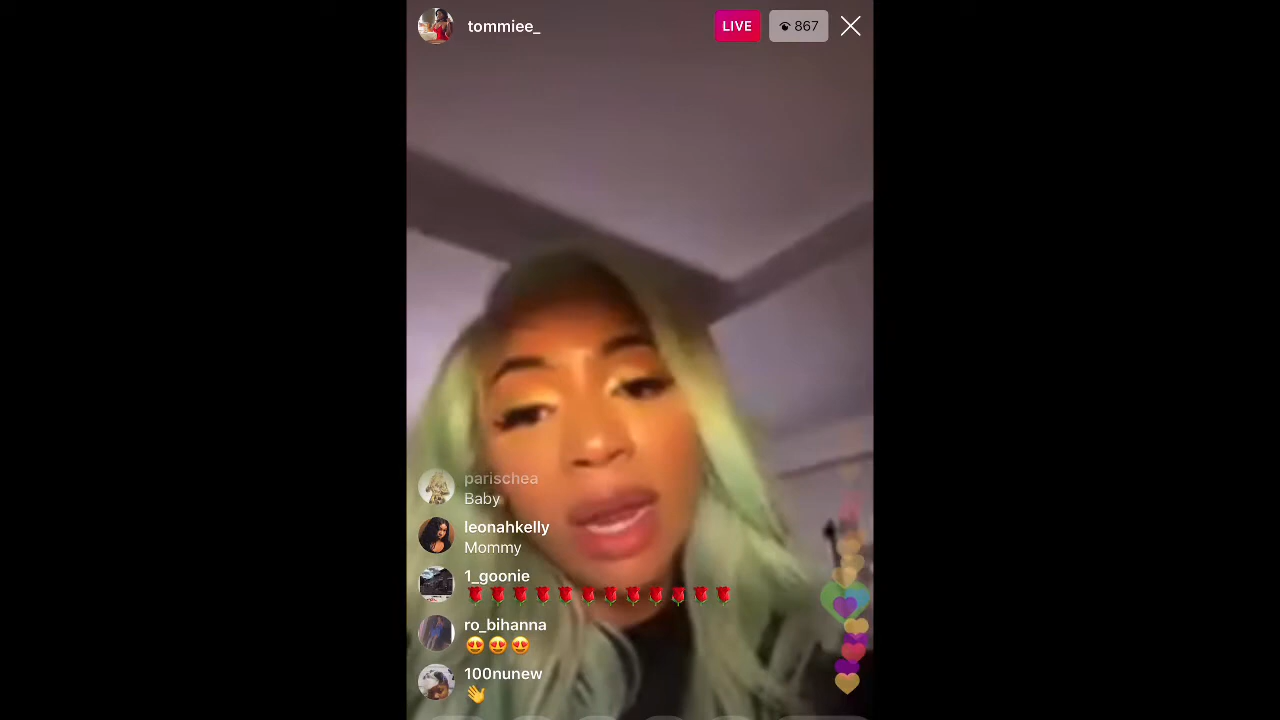 tommiee_
LIVE
867
parischea
Baby
leonahkelly
Mommy
1_goonie
🌹🌹🌹🌹🌹🌹🌹🌹🌹🌹🌹🌹
ro_bihanna
😍😍😍
100nunew
👋